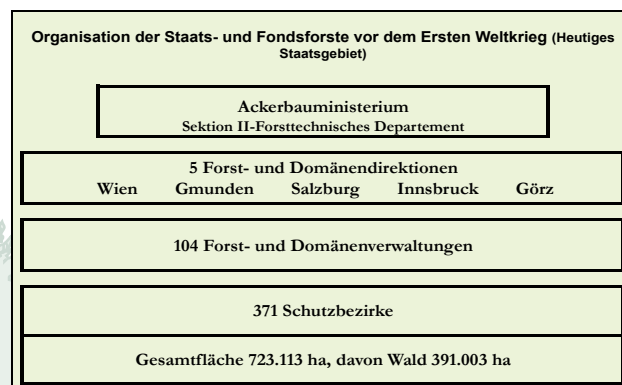 Organisation der Staats- und Fondsforste vor dem Ersten Weltkrieg (Heutiges
Staatsgebiet)
Ackerbauministerium
Sektion II-Forsttechnisches Departement
5 Forst- und Domänendirektionen
Wien Gmunden Salzburg Innsbruck Görz
104 Forst- und Domänenverwaltungen
371 Schutzbezirke
Gesamtfläche 723.113 ha, davon Wald 391.003 ha